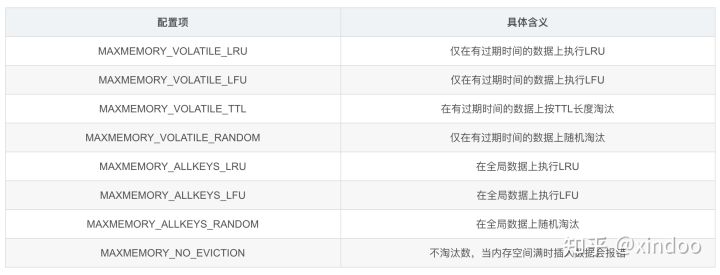 配置项 具体含义
MAXMEMORY_VOLATILE_LRU 仅在有过期时间的数据上执行LRU
MAXMEMORY_VOLATILE_LFU 仅在有过期时间的数据上执行LFU
MAXMEMORY_VOLATILE_TTL 在有过期时间的数据上按TTL长度淘汰
MAXMEMORY_VOLATILE_RANDOM 仅在有过期时间的数据上随机淘汰
MAXMEMORY_ALLKEYS_LRU 在全局数据上执行LRU
MAXMEMORY_ALLKEYS_LFU 在全局数据上执行LFU
MAXMEMORY_ALLKEYS_RANDOM 在全局数据上随机淘汰
MAXMEMORY_NO_EVICTION 不淘汰数，当内存空间满时插入数据会报错
知乎 @xindoo